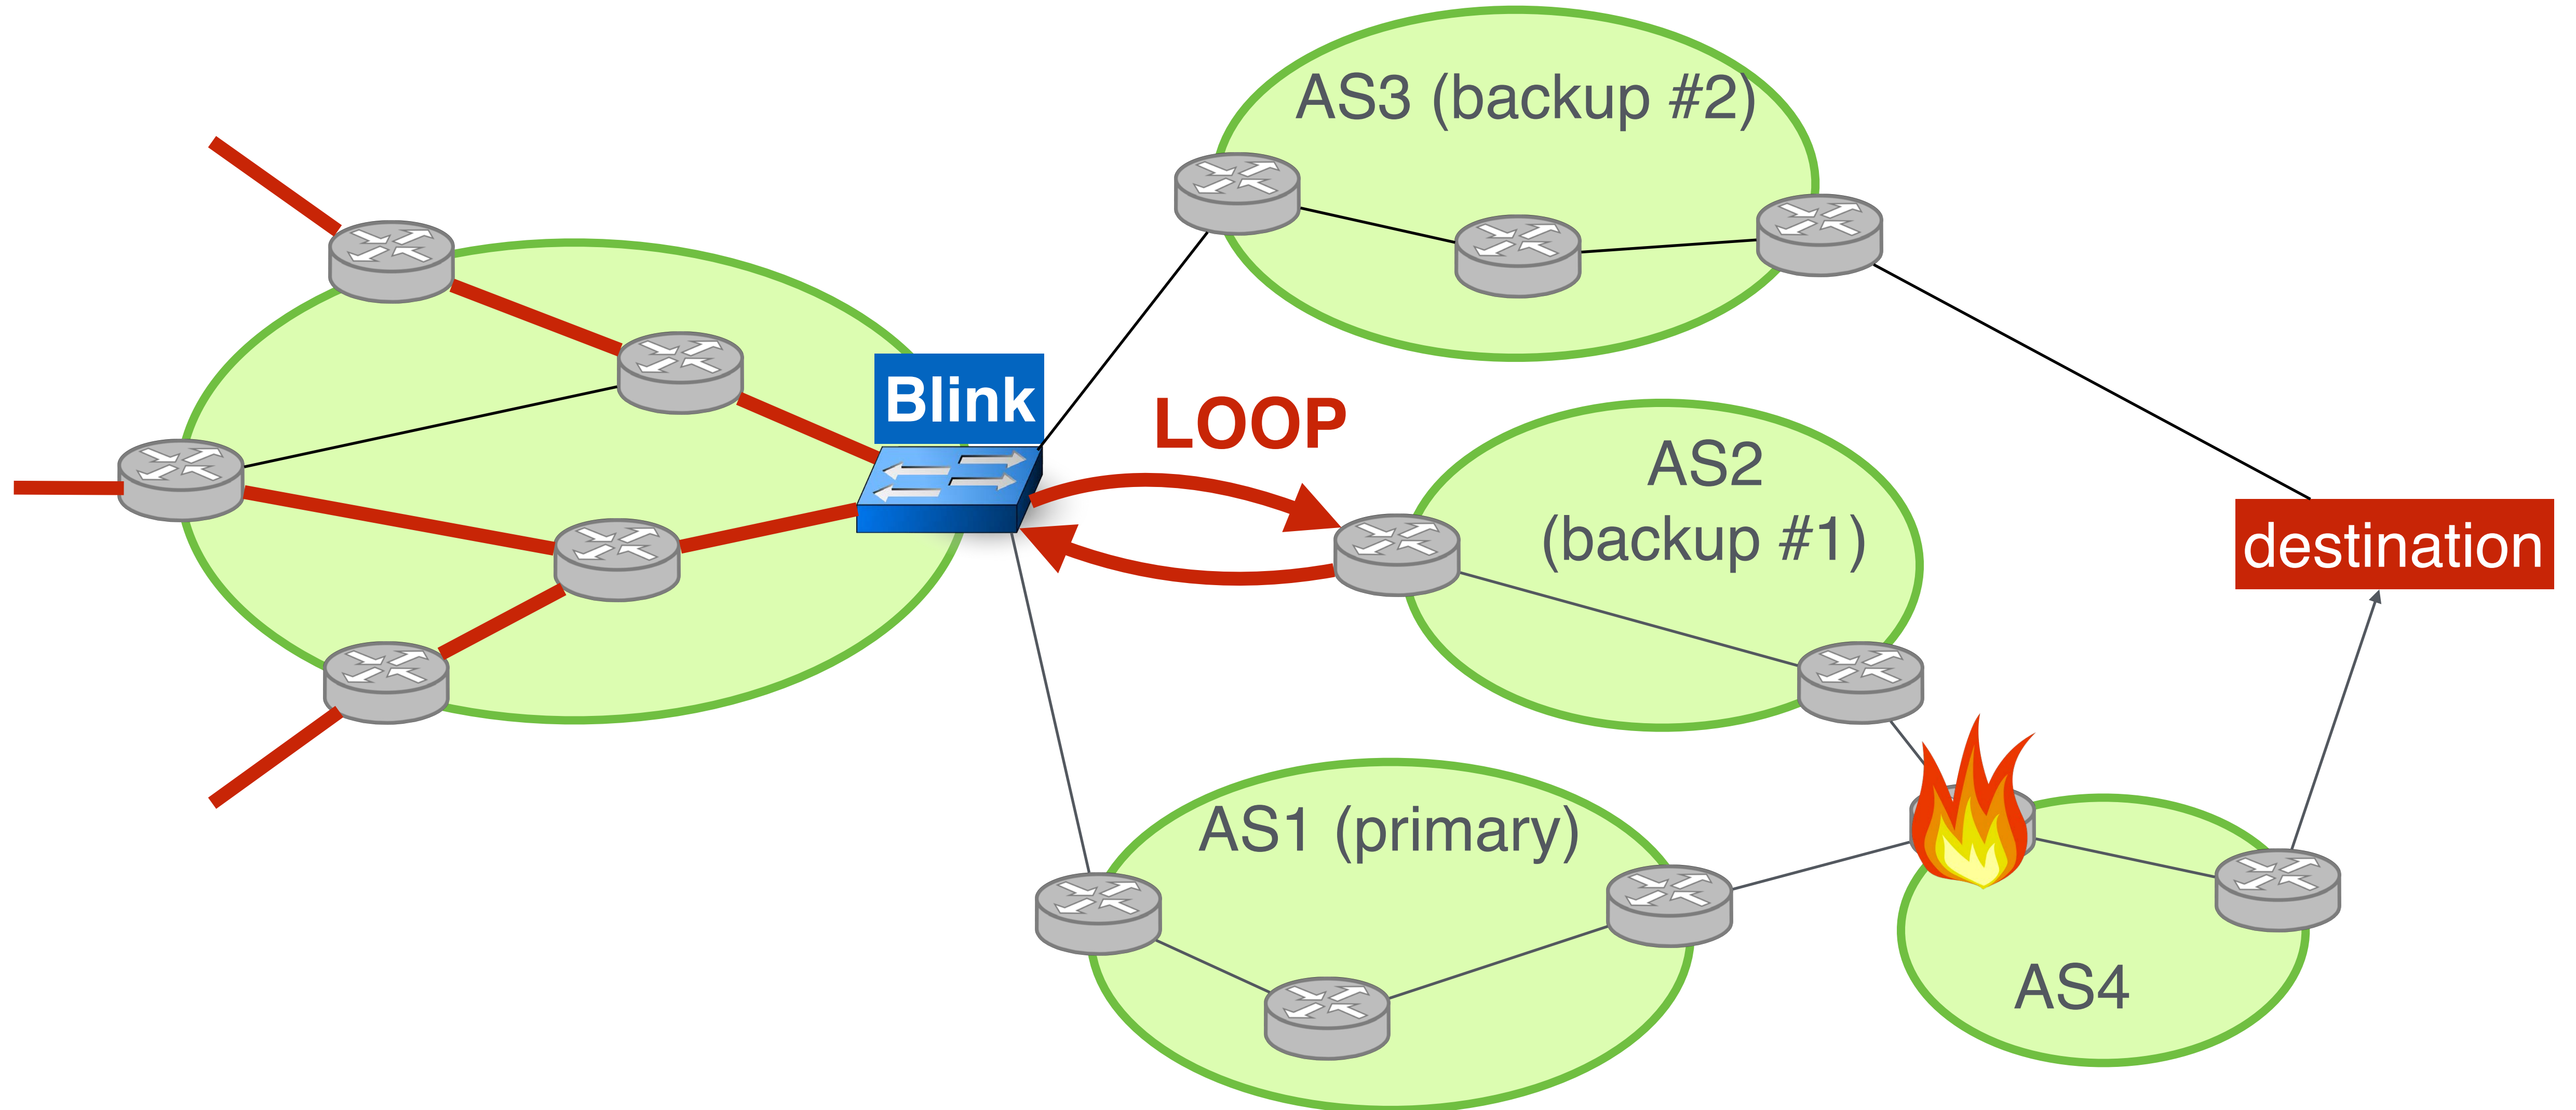 AS3 (backup #2)
Blink
LOOP
AS2
(backup #1)
destination
AS1 (primary)
AS4